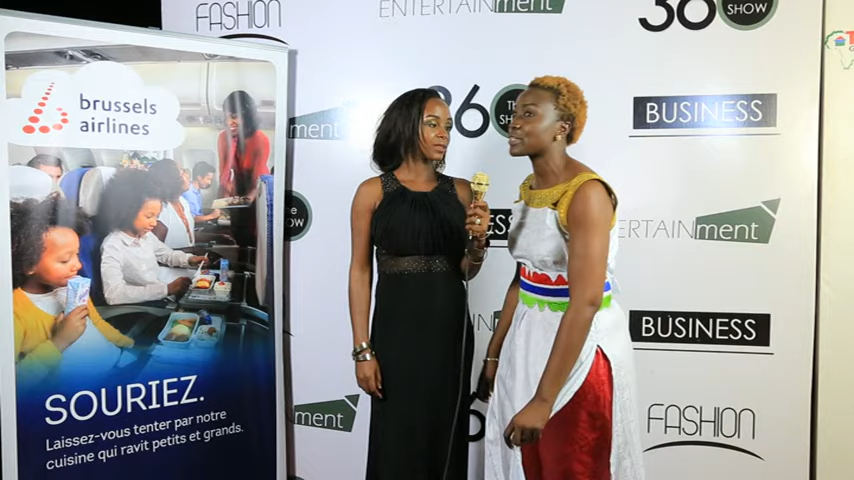 brussels
airlines
SOURIEZ.
Laissez-vous tenter par notre
cuisine qui ravit petits et grands.
FASHION
ENTERTAINment
360 SHOW
ment
360 The SHOW
BUSINESS
SHOW
ENTERTAINment
BUSINESS
ment
FASHION